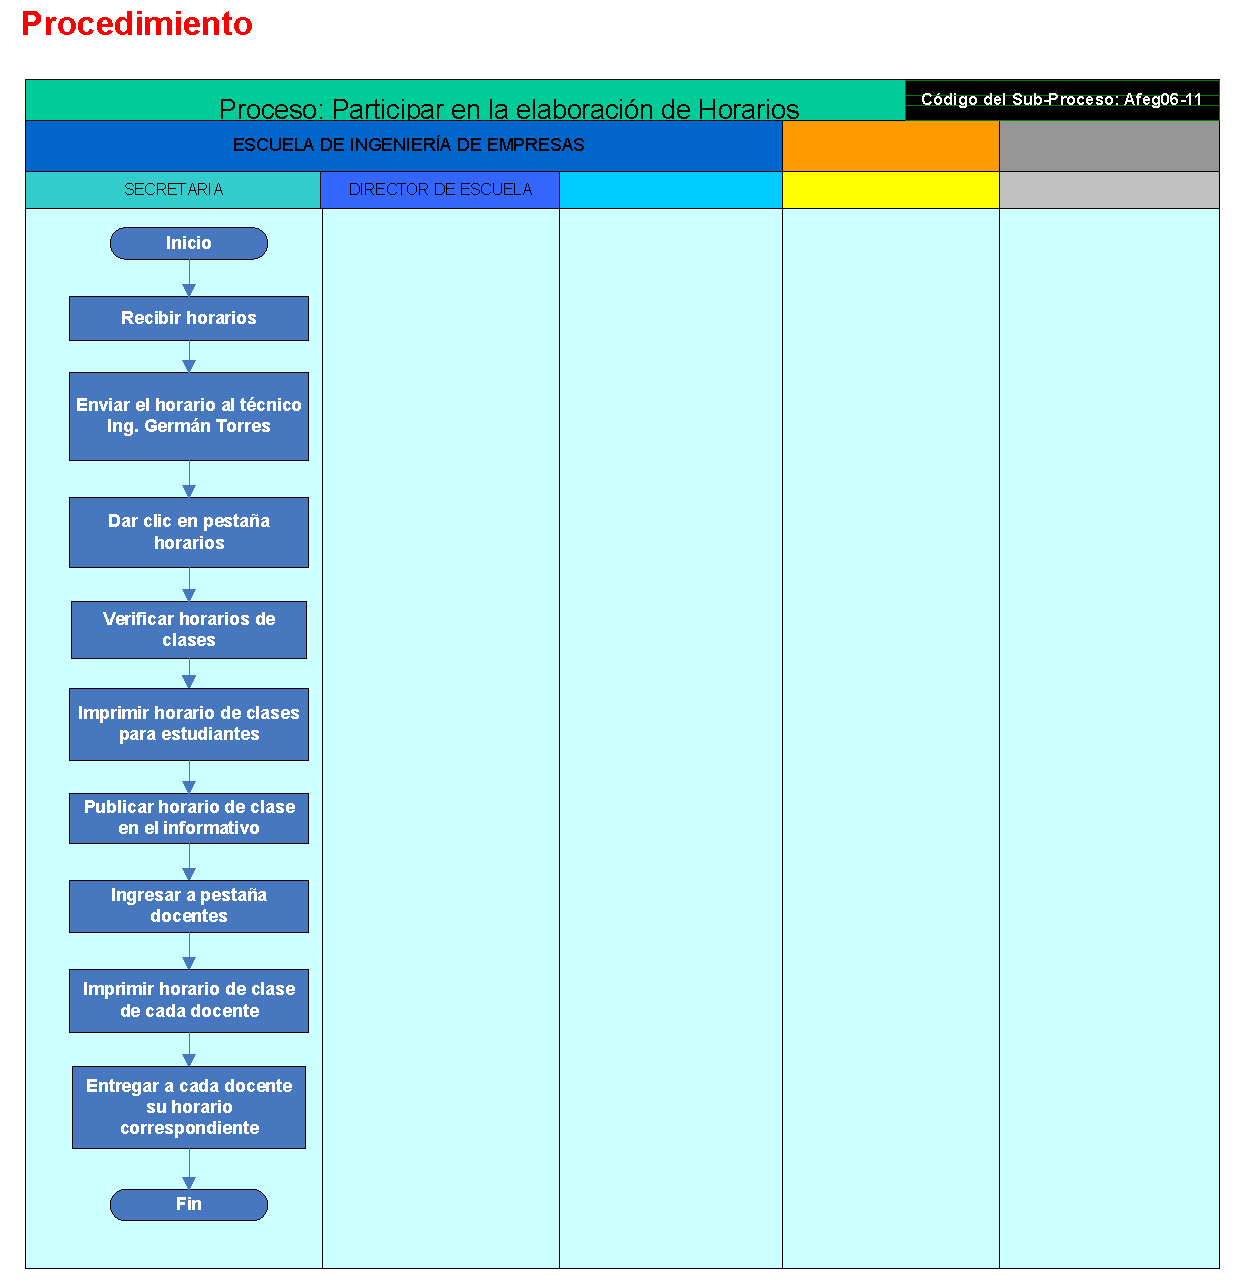 Procedimiento
Proceso: Participar en la elaboración de Horarios
Código del Sub-Proceso: Afeg06-11
ESCUELA DE INGENIERÍA DE EMPRESAS
SECRETARIA
DIRECTOR DE ESCUELA
Inicio
Recibir horarios
Enviar el horario al técnico
Ing. Germán Torres
Dar clic en pestaña
horarios
Verificar horarios de
clases
Imprimir horario de clases
para estudiantes
Publicar horario de clase
en el informativo
Ingresar a pestaña
docentes
Imprimir horario de clase
de cada docente
Entregar a cada docente
su horario
correspondiente
Fin